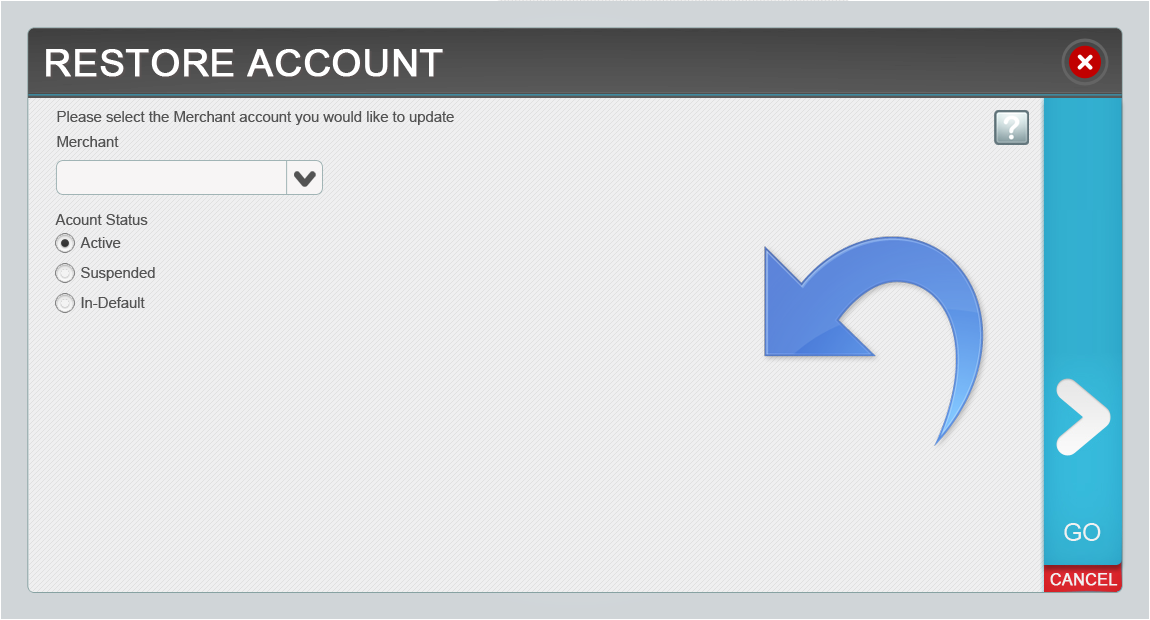 RESTORE ACCOUNT
Please select the Merchant account you would like to update
?
Merchant
Acount Status
Active
Suspended
In-Default
GO
CANCEL